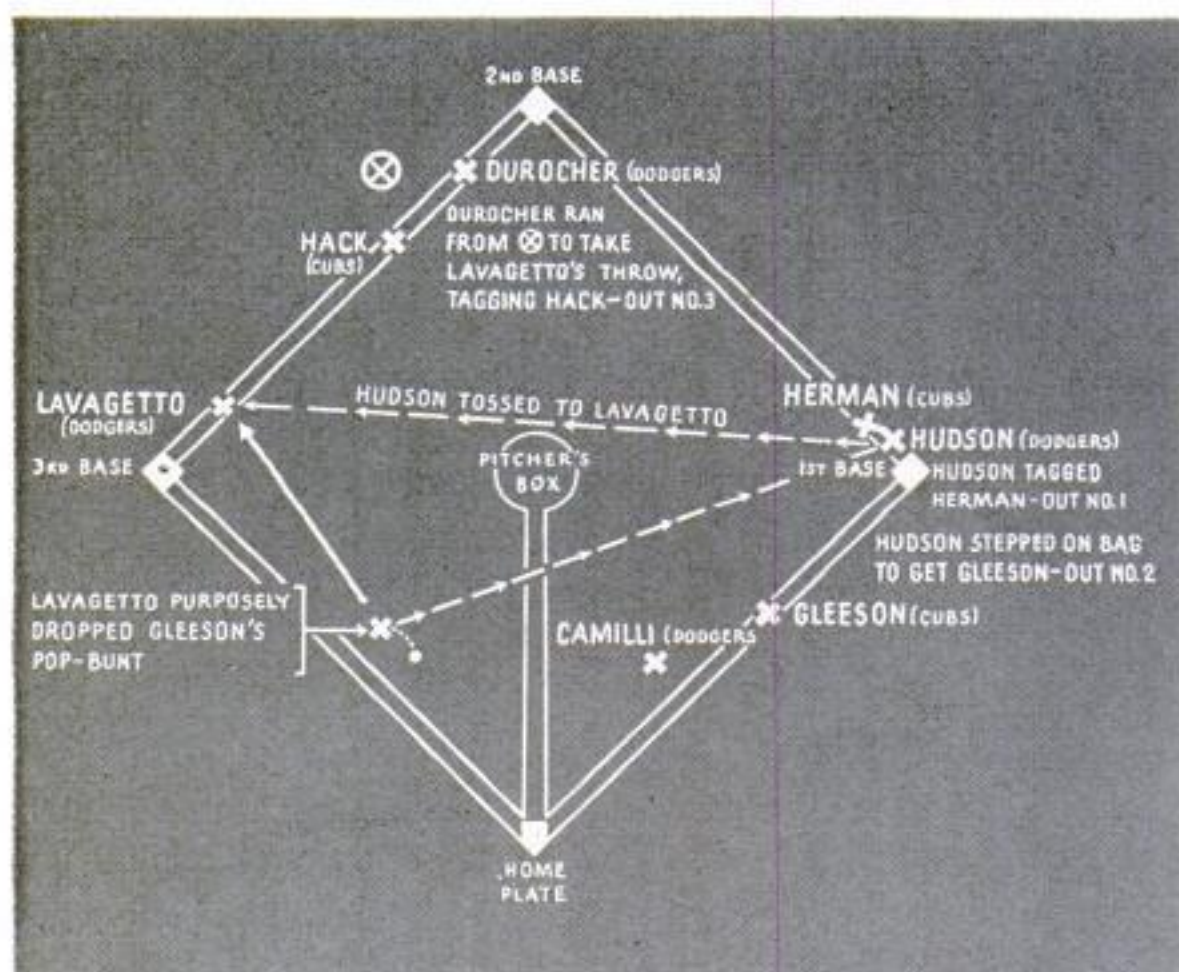 2ND BASE
DUROCHER (DODGERS)
DUROCHER RAN
FROM ⊗ TO TAKE
LAVAGETTO'S THROW,
TAGGING HACK-OUT NO.3
HACK
(CUBS)
LAVAGETTO
(DODGERS)
HUDSON TOSSED TO LAVAGETTO
HERMAN (CUBS)
HUDSON (DODGERS)
3RD BASE
PITCHER'S
BOX
1ST BASE
HUDSON TAGGED
HERMAN-OUT NO.1
HUDSON STEPPED ON BAG
TO GET GLEESON-OUT NO.2
LAVAGETTO PURPOSELY
DROPPED GLEESON'S
POP-BUNT
CAMILLI (DODGERS
GLEESON (CUBS)
HOME
PLATE